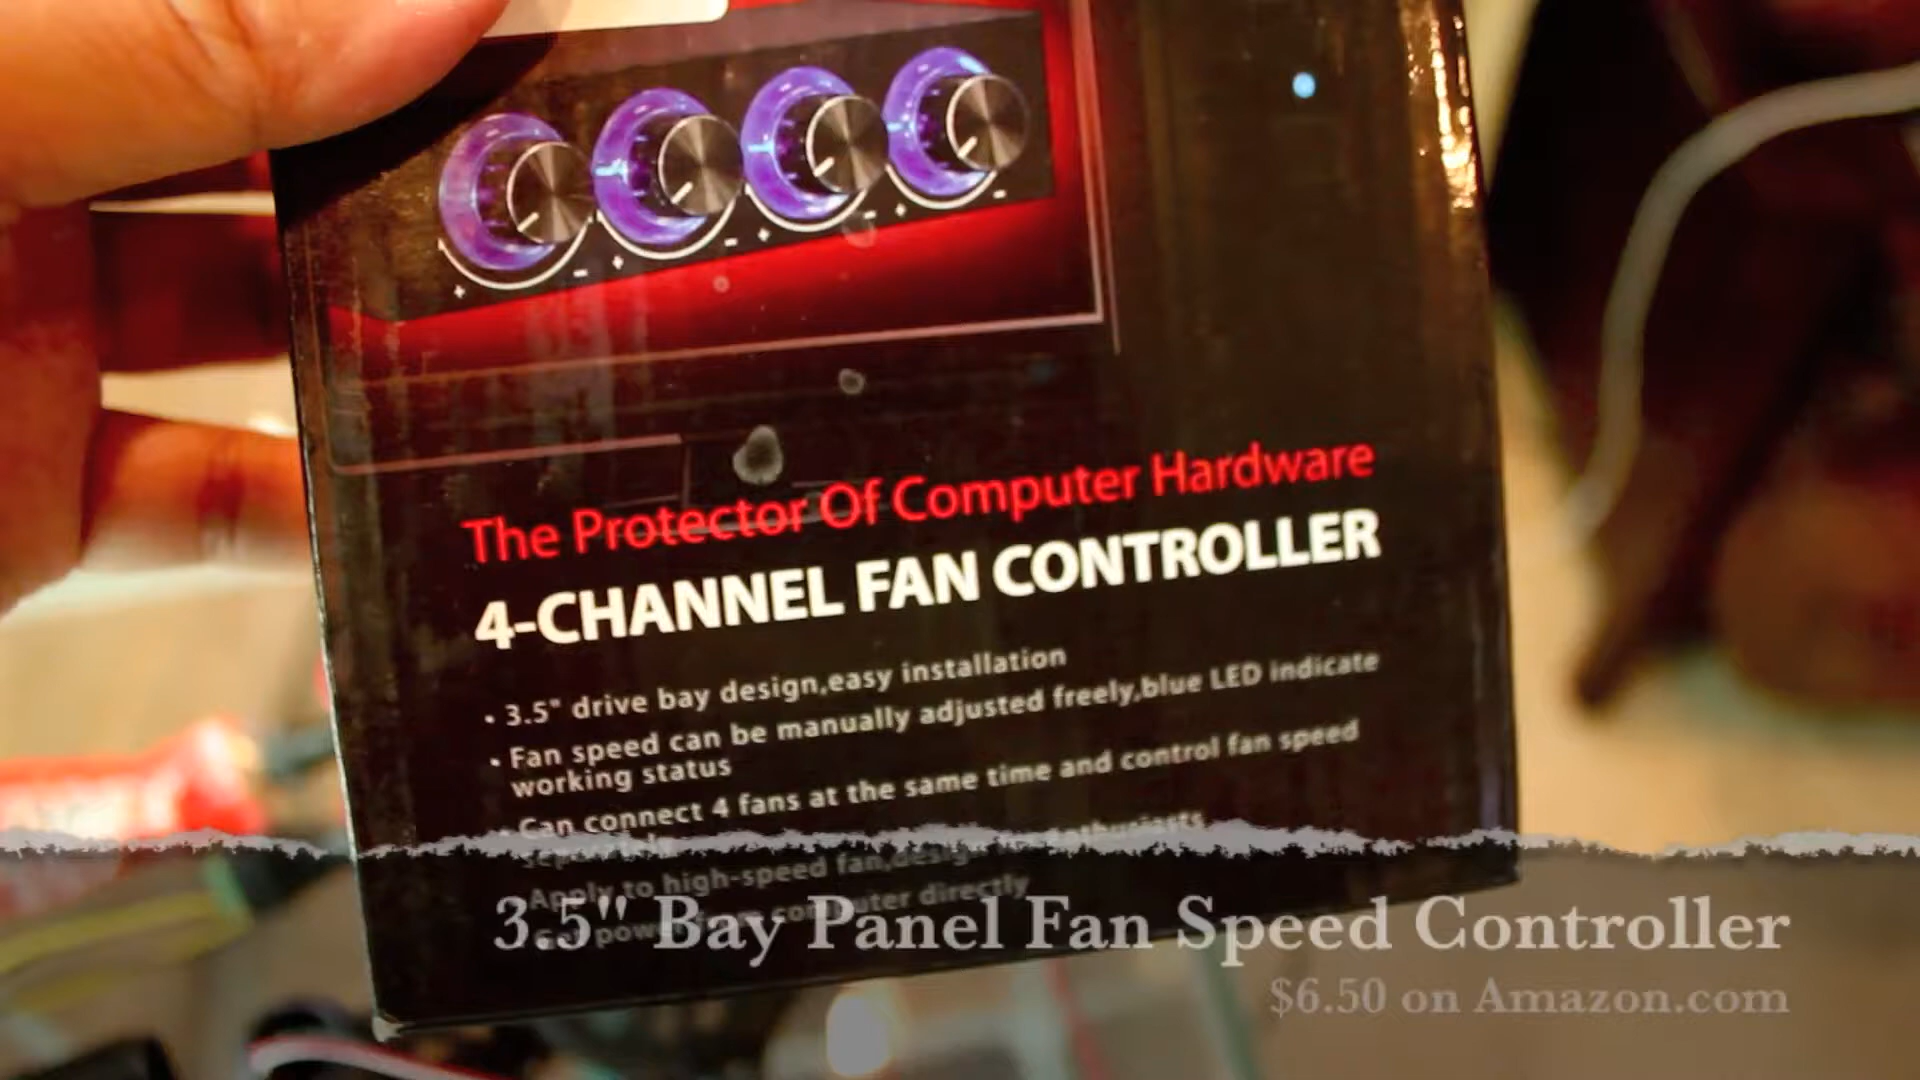 The Protector Of Computer Hardware
4-CHANNEL FAN CONTROLLER
• 3.5" drive bay design,easy installation
• Fan speed can be manually adjusted freely,blue LED indicate
working status
Can connect 4 fans at the same time and control fan speed
Apply to high-speed fan,design enthusiasts
power from computer directly
3.5" Bay Panel Fan Speed Controller
$6.50 on Amazon.com